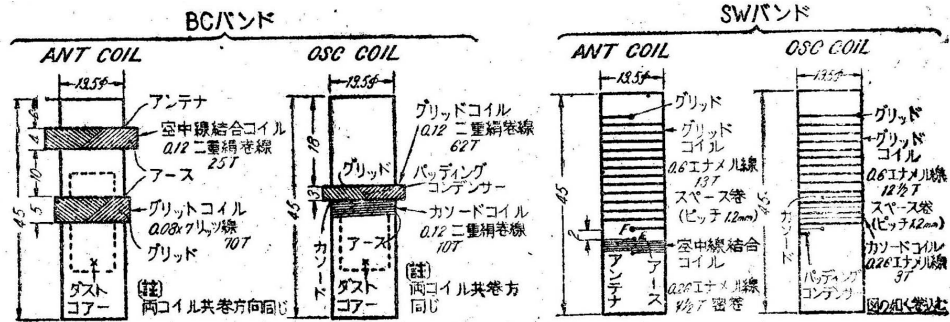 BCバンド
ANT COIL
13.5φ
アンテナ
空中線結合コイル
0.12 二重絹巻線
25T
アース
グリットコイル
70T
グリッド
ダスト
コアー
10
5
45
〔註〕
両コイル共巻方向同じ
OSC COIL
13.5φ
グリッドコイル
0.12 二重絹巻線
62T
グリッド
パッディング
コンデンサー
カソードコイル
0.12 二重絹巻線
10T
アース
カソード
ダスト
コアー
18
3
45
〔註〕
両コイル共巻方
同じ
SWバンド
ANT COIL
13.5φ
グリッド
グリッド
コイル
0.6エナメル線
13T
スペース巻
(ピッチ1.2mm)
空中線結合
コイル
0.26エナメル線
密巻
アンテナ
アース
45
2
OSC COIL
13.5φ
グリッド
グリッド
コイル
0.6エナメル線
12½T
スペース巻
(ピッチ1.2mm)
カソードコイル
0.26エナメル線
3T
カソード
パッディング
コンデンサ
45
図の如く巻込む